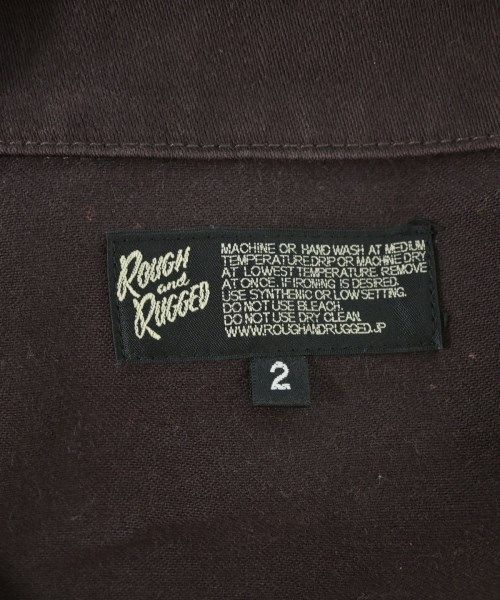 ROUGH
and
RUGGED
MACHINE OR HAND WASH AT MEDIUM
TEMPERATURE.DRIP OR MACHINE DRY
AT LOWEST TEMPERATURE. REMOVE
AT ONCE. IF IRONING IS DESIRED.
USE SYNTHENIC OR LOW SETTING.
DO NOT USE BLEACH.
DO NOT USE DRY CLEAN.
WWW.ROUGHANDRUGGED.JP
2